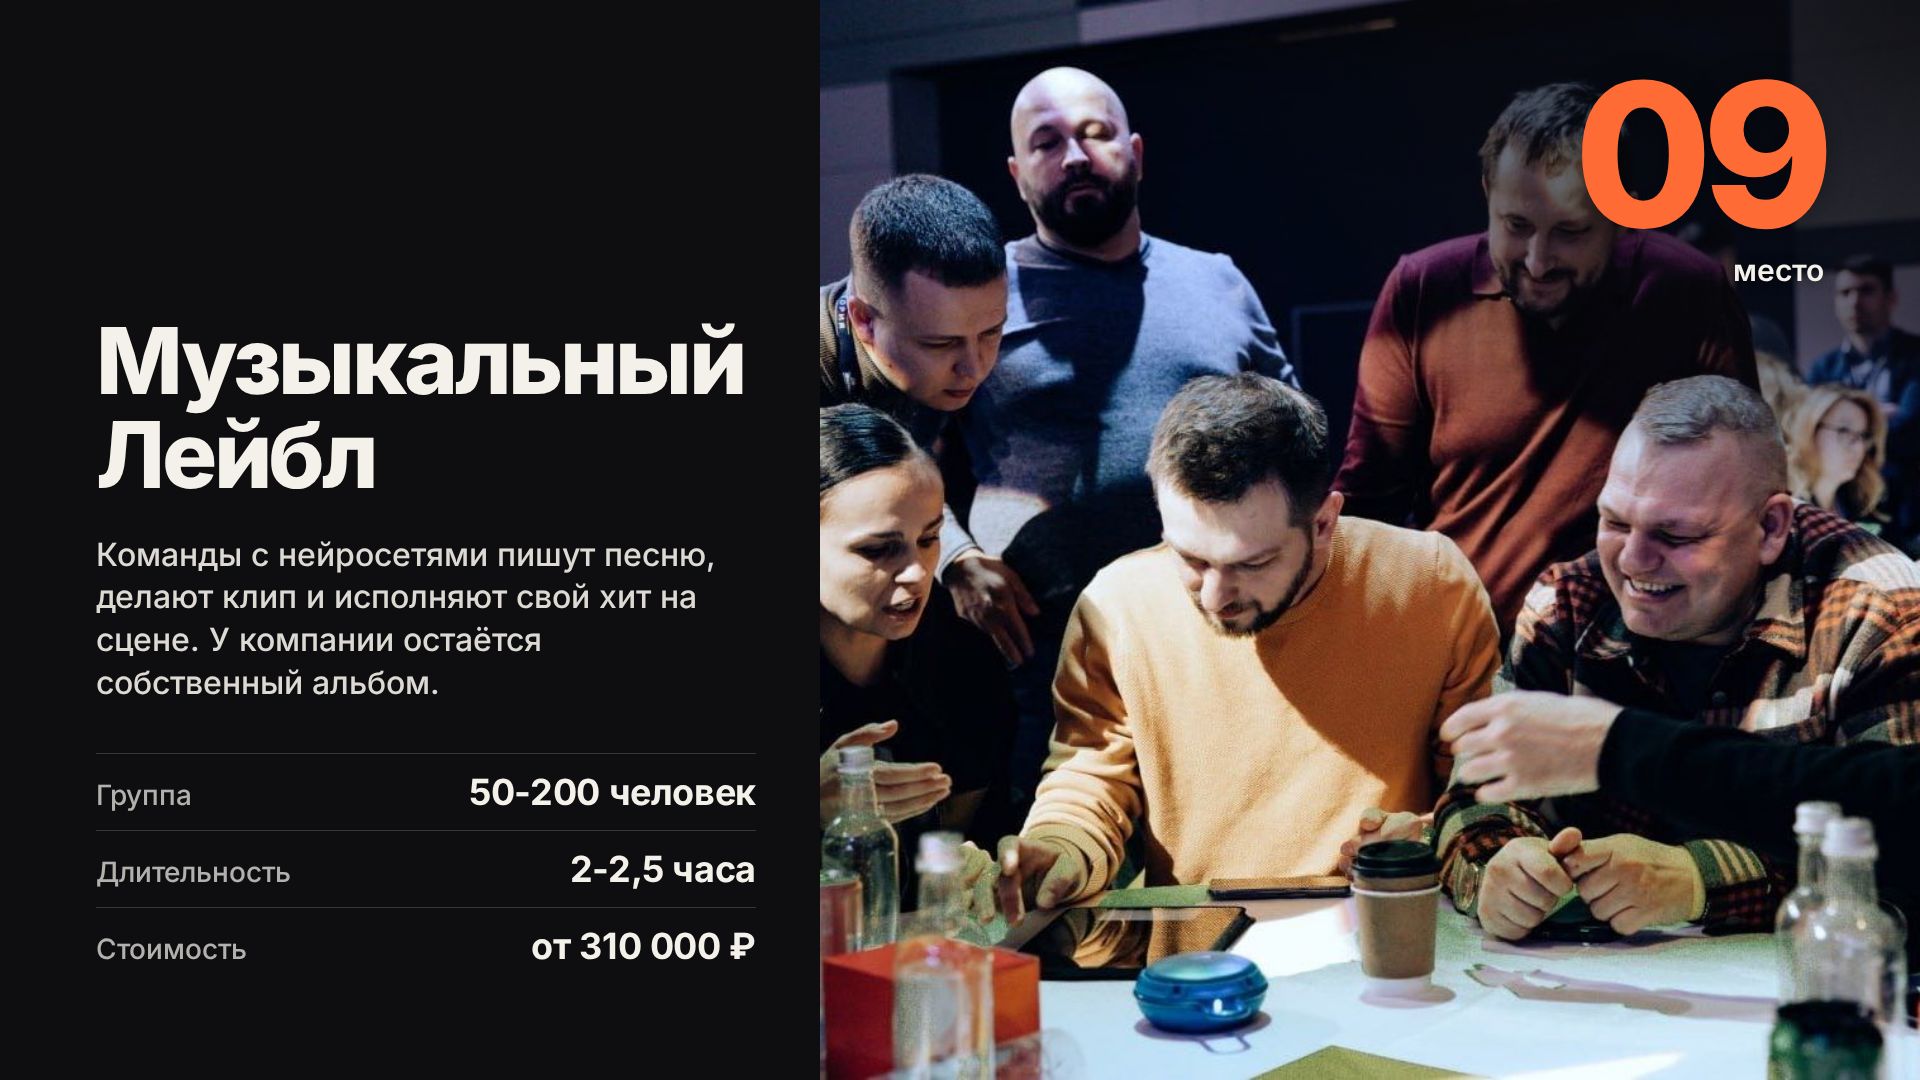 Музыкальный
Лейбл
Команды с нейросетями пишут песню,
делают клип и исполняют свой хит на
сцене. У компании остаётся
собственный альбом.
Группа 50-200 человек
Длительность 2-2,5 часа
Стоимость от 310 000 ₽
09
место